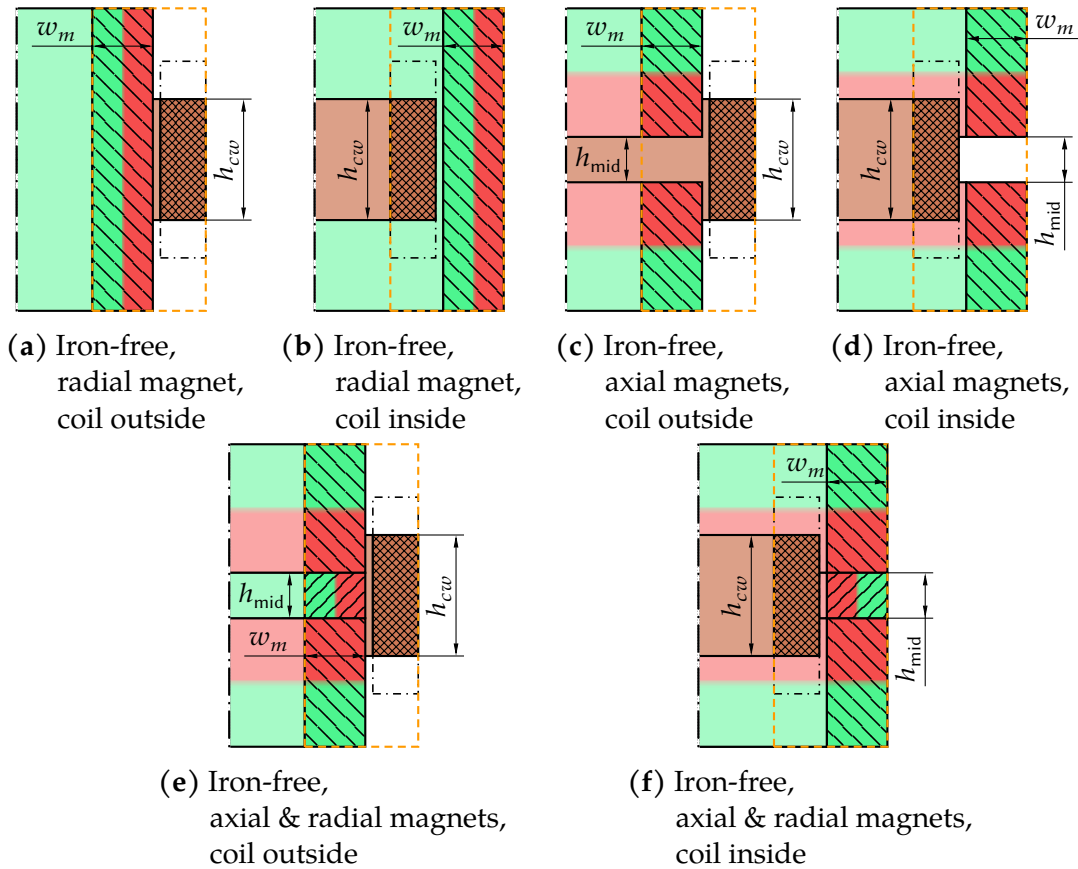 w_m
h_cw
w_m
h_cw
w_m
h_mid
h_cw
w_m
h_cw
h_mid
(a) Iron-free,
radial magnet,
coil outside
(b) Iron-free,
radial magnet,
coil inside
(c) Iron-free,
axial magnets,
coil outside
(d) Iron-free,
axial magnets,
coil inside
h_mid
w_m
h_cw
w_m
h_cw
h_mid
(e) Iron-free,
axial & radial magnets,
coil outside
(f) Iron-free,
axial & radial magnets,
coil inside